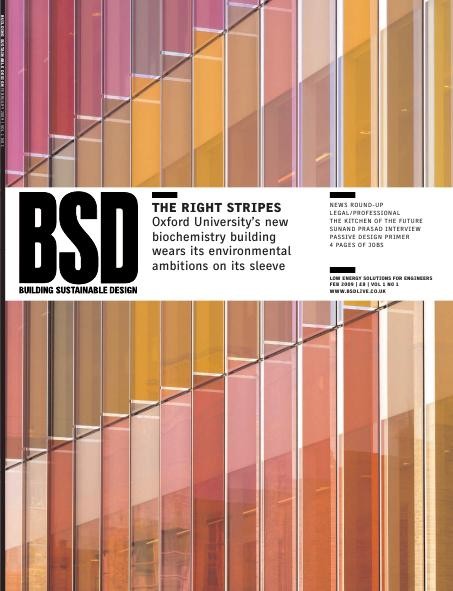 BSD
BUILDING SUSTAINABLE DESIGN
THE RIGHT STRIPES
Oxford University's new
biochemistry building
wears its environmental
ambitions on its sleeve
NEWS ROUND-UP
LEGAL/PROFESSIONAL
THE KITCHEN OF THE FUTURE
SUNAND PRASAD INTERVIEW
PASSIVE DESIGN PRIMER
4 PAGES OF JOBS
LOW ENERGY SOLUTIONS FOR ENGINEERS
FEB 2009 | £8 | VOL 1 NO 1
WWW.BSDLIVE.CO.UK